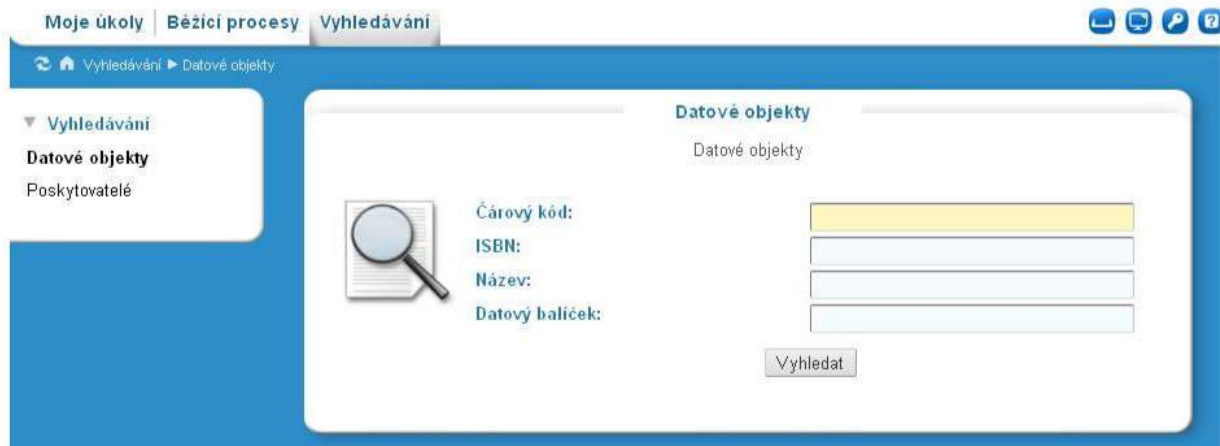 Moje úkoly Běžící procesy Vyhledávání
Vyhledávání ► Datové objekty
▼ Vyhledávání
Datové objekty
Poskytovatelé
Datové objekty
Datové objekty
Čárový kód:
ISBN:
Název:
Datový balíček:
Vyhledat